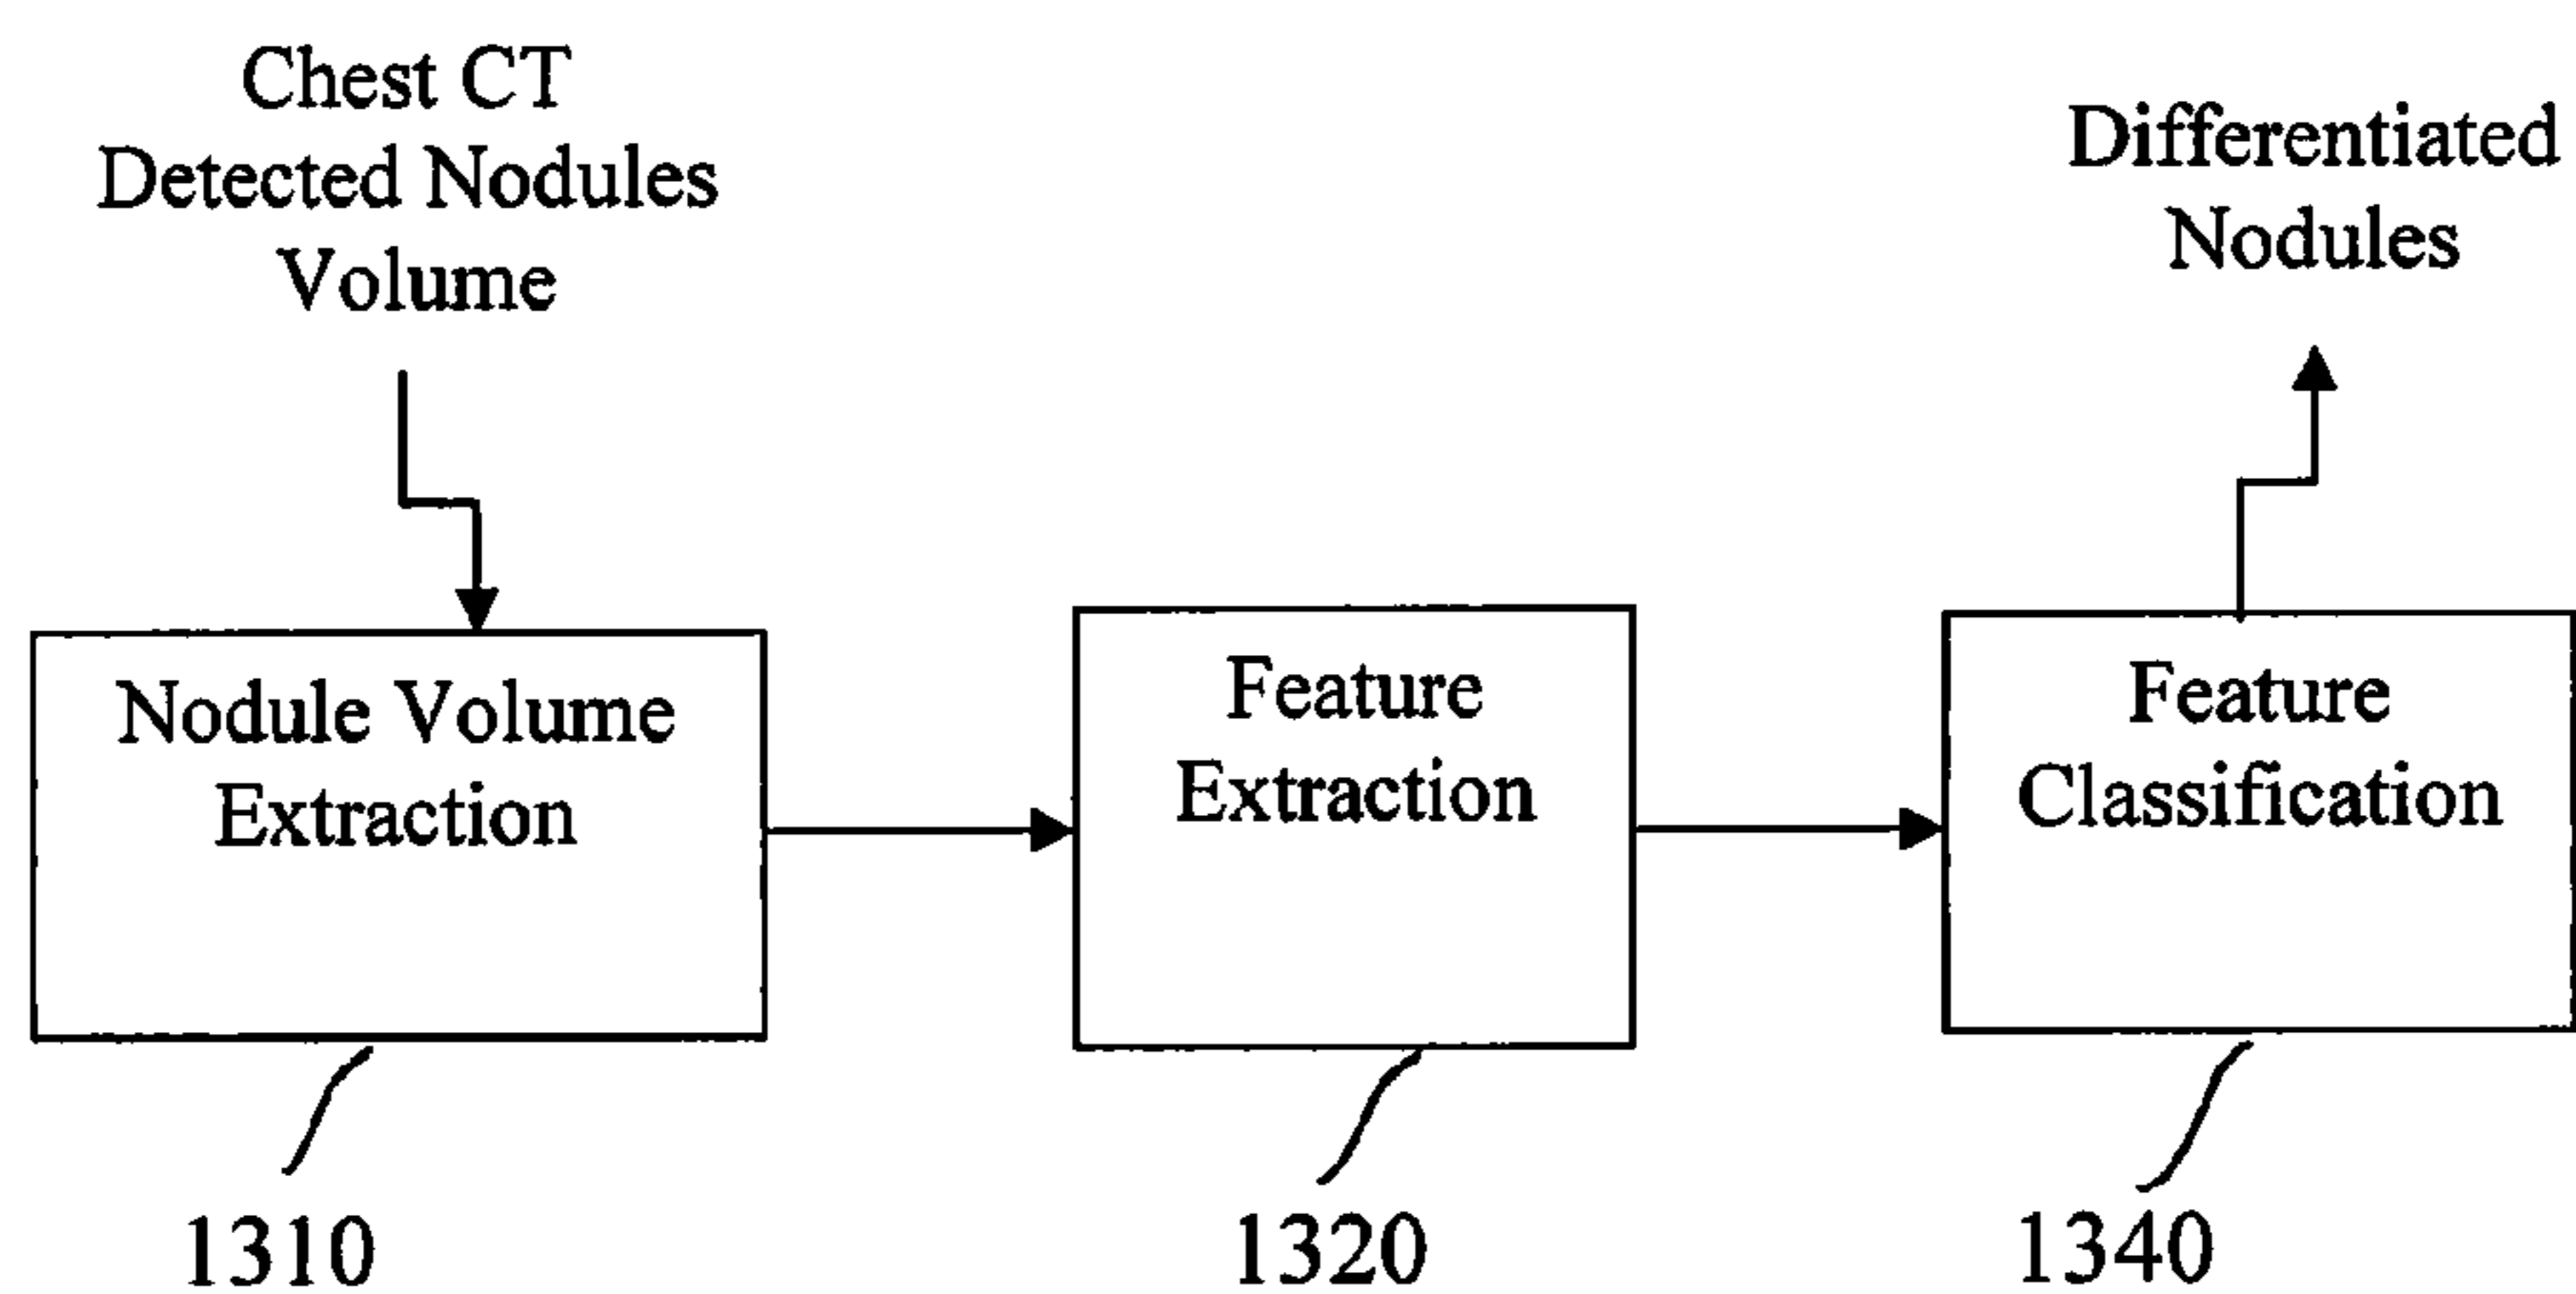 Chest CT
Detected Nodules
Volume
Differentiated
Nodules
Nodule Volume
Extraction
Feature
Extraction
Feature
Classification
1310
1320
1340